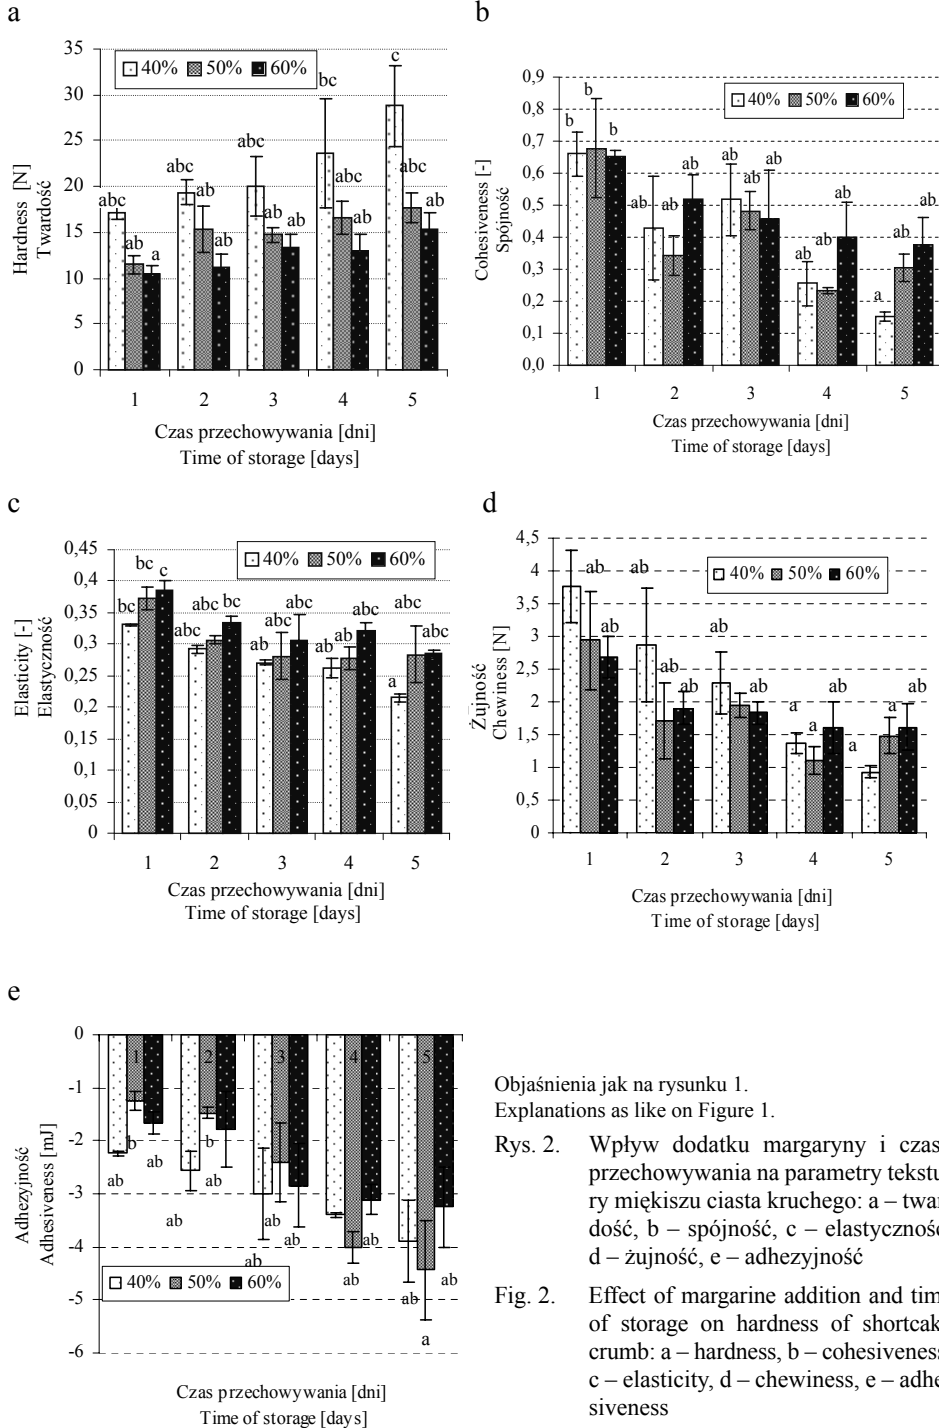 a
35
30
25
20
15
10
5
0
Hardness [N]
Twardość
40% 50% 60%
abc ab a
abc ab ab
abc ab ab
bc abc ab
c abc ab
1 2 3 4 5
Czas przechowywania [dni]
Time of storage [days]
b
0,9
0,8
0,7
0,6
0,5
0,4
0,3
0,2
0,1
0,0
Cohesiveness [-]
Spójność
40% 50% 60%
b b b
ab ab ab
ab ab ab
ab ab ab
a ab ab
1 2 3 4 5
Czas przechowywania [dni]
Time of storage [days]
c
0,45
0,4
0,35
0,3
0,25
0,2
0,15
0,1
0,05
0
Elasticity [-]
Elastyczność
40% 50% 60%
bc bc c
abc abc bc
ab abc abc
ab ab abc
a abc abc
1 2 3 4 5
Czas przechowywania [dni]
Time of storage [days]
d
4,5
4
3,5
3
2,5
2
1,5
1
0,5
0
Żujność
Chewiness [N]
40% 50% 60%
ab ab
ab ab ab
ab ab ab
a a ab
a a ab
1 2 3 4 5
Czas przechowywania [dni]
Time of storage [days]
e
0
-1
-2
-3
-4
-5
-6
Adhezyjność
Adhesiveness [mJ]
1 2 3 4 5
ab b ab
ab b ab
ab ab ab
ab ab
ab a ab
40% 50% 60%
Czas przechowywania [dni]
Time of storage [days]
Objaśnienia jak na rysunku 1.
Explanations as like on Figure 1.
Rys. 2. Wpływ dodatku margaryny i czas
przechowywania na parametry tekstu
ry miękiszu ciasta kruchego: a – twar
dość, b – spójność, c – elastyczność
d – żujność, e – adhezyjność
Fig. 2. Effect of margarine addition and tim
of storage on hardness of shortcak
crumb: a – hardness, b – cohesiveness
c – elasticity, d – chewiness, e – adhe
siveness